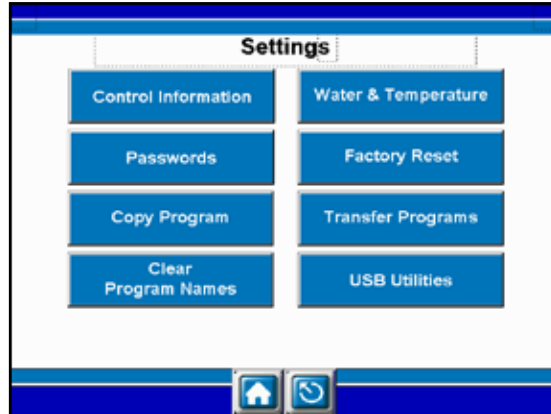 Settings
Control Information
Water & Temperature
Passwords
Factory Reset
Copy Program
Transfer Programs
Clear
Program Names
USB Utilities